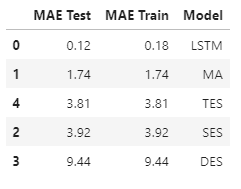 MAE Test MAE Train Model
0 0.12 0.18 LSTM
1 1.74 1.74 MA
4 3.81 3.81 TES
2 3.92 3.92 SES
3 9.44 9.44 DES